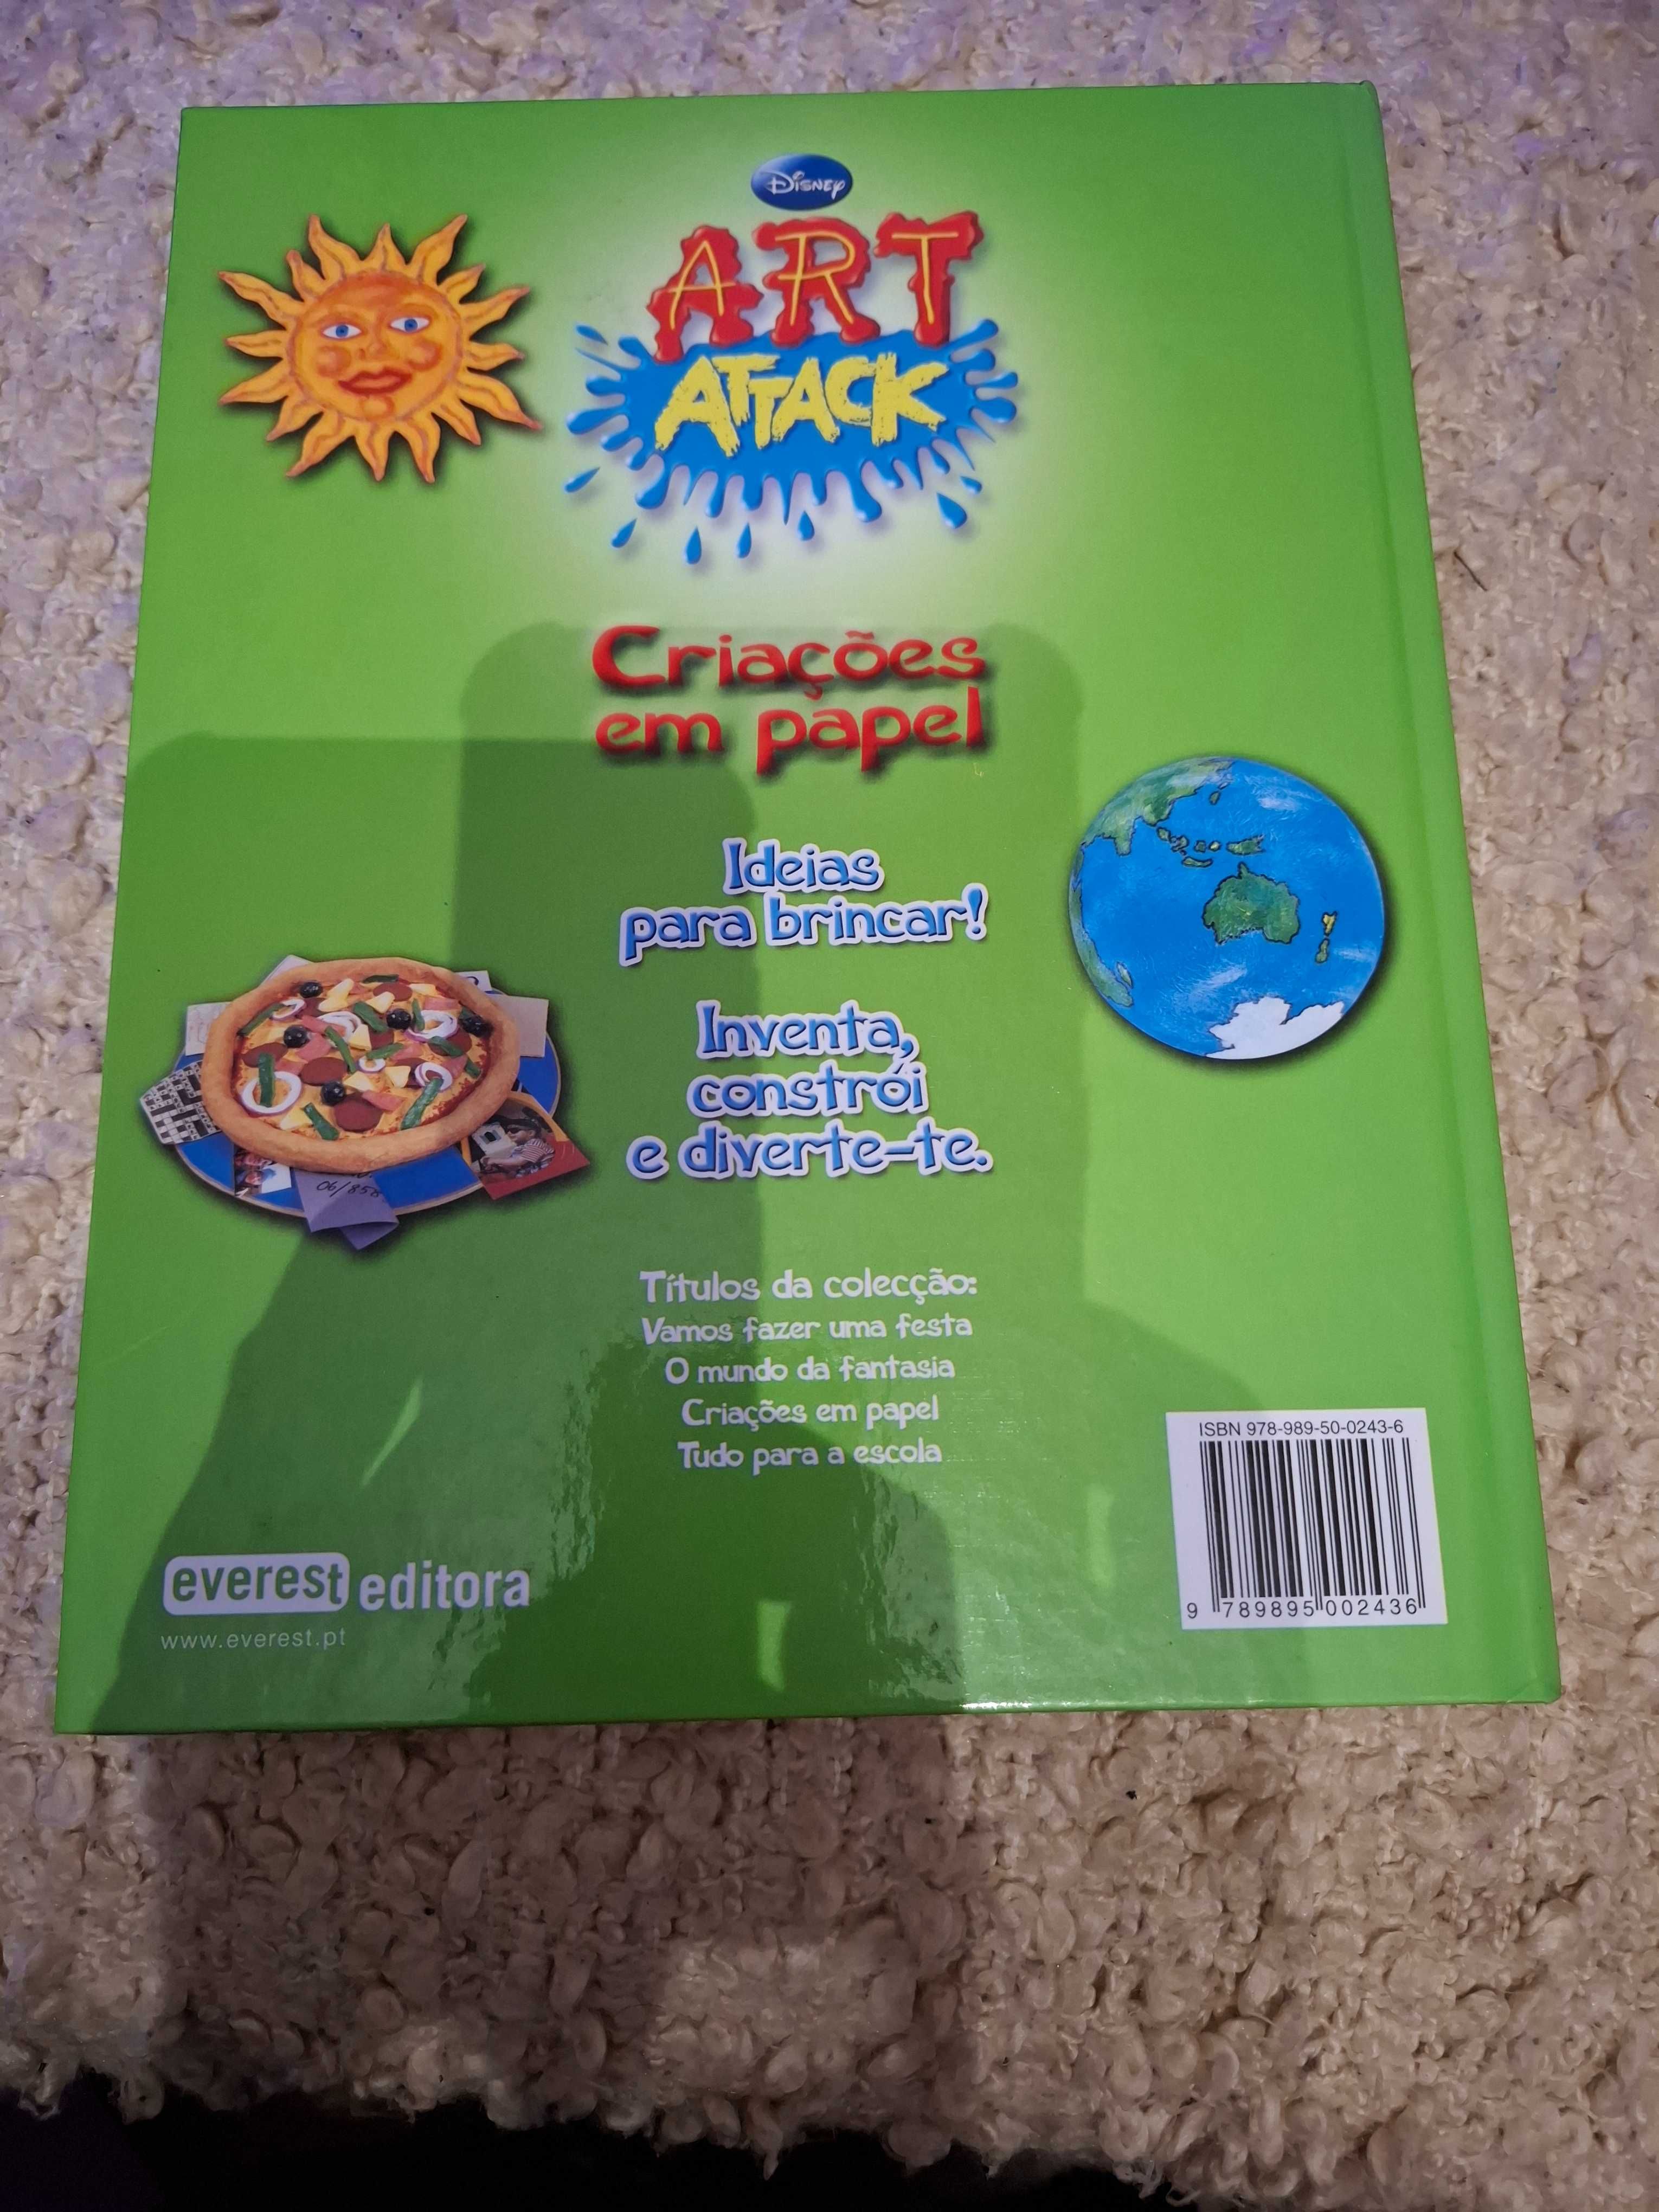 Disney
ART
ATTACK
Criações
em papel
Ideias
para brincar!
Inventa,
constrói
e diverte-te.
06/858
Títulos da colecção:
Vamos fazer uma festa
O mundo da fantasia
Criações em papel
Tudo para a escola
ISBN 978-989-50-0243-6
9 789895 002436
everest editora
www.everest.pt